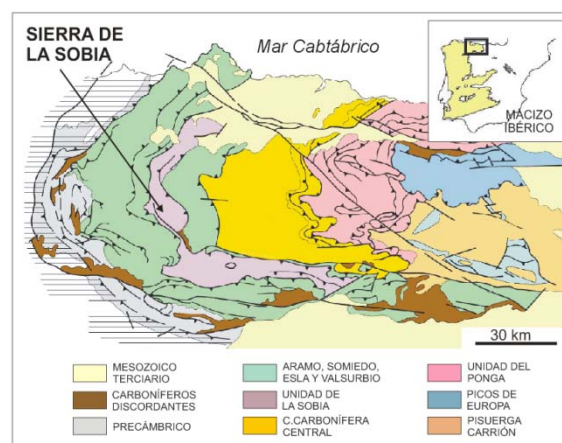 SIERRA DE
LA SOBIA
Mar Cabtábrico
MACIZO
IBÉRICO
30 km
MESOZOICO
TERCIARIO
ARAMO, SOMIEDO,
ESLA Y VALSURBIO
UNIDAD DEL
PONGA
CARBONÍFEROS
DISCORDANTES
UNIDAD DE
LA SOBIA
PICOS DE
EUROPA
PRECÁMBRICO
C.CARBONÍFERA
CENTRAL
PISUERGA
CARRIÓN